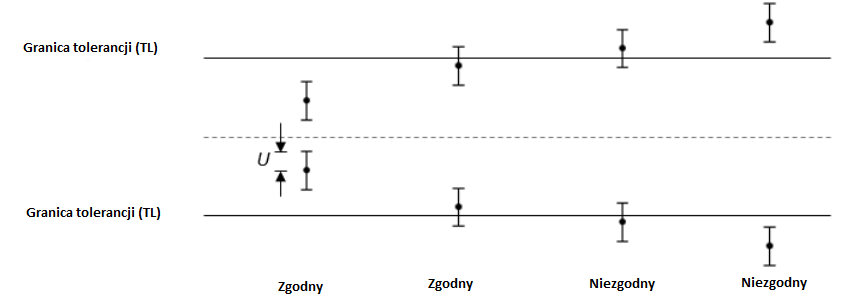 Granica tolerancji (TL)
U
Granica tolerancji (TL)
Zgodny
Zgodny
Niezgodny
Niezgodny